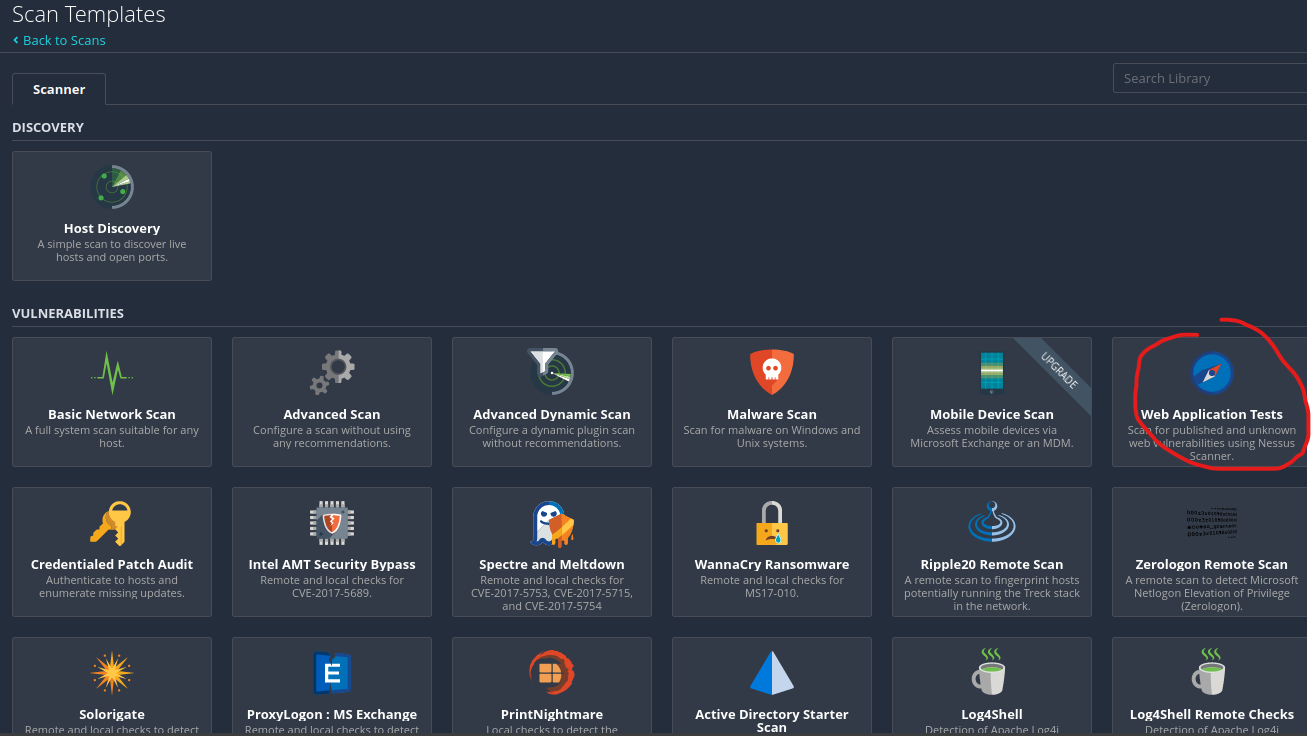 Scan Templates
Back to Scans
Scanner
Search Library
DISCOVERY
Host Discovery
A simple scan to discover live
hosts and open ports.
VULNERABILITIES
Basic Network Scan
A full system scan suitable for any
host.
Advanced Scan
Configure a scan without using
any recommendations.
Advanced Dynamic Scan
Configure a dynamic plugin scan
without recommendations.
Malware Scan
Scan for malware on Windows and
Unix systems.
UPGRADE
Mobile Device Scan
Assess mobile devices via
Microsoft Exchange or an MDM.
Web Application Tests
Scan for published and unknown
web vulnerabilities using Nessus
Scanner.
Credentialed Patch Audit
Authenticate to hosts and
enumerate missing updates.
Intel AMT Security Bypass
Remote and local checks for
CVE-2017-5689.
Spectre and Meltdown
Remote and local checks for
CVE-2017-5753, CVE-2017-5715,
and CVE-2017-5754
WannaCry Ransomware
Remote and local checks for
MS17-010.
Ripple20 Remote Scan
A remote scan to fingerprint hosts
potentially running the Treck stack
in the network.
Zerologon Remote Scan
A remote scan to detect Microsoft
Netlogon Elevation of Privilege
(Zerologon).
Solorigate
Remote and local checks to detect
E
ProxyLogon : MS Exchange
Remote and local checks to detect
PrintNightmare
Local checks to detect the
Active Directory Starter
Scan
Log4Shell
Detection of Apache Log4j
Log4Shell Remote Checks
Detection of Apache Log4j